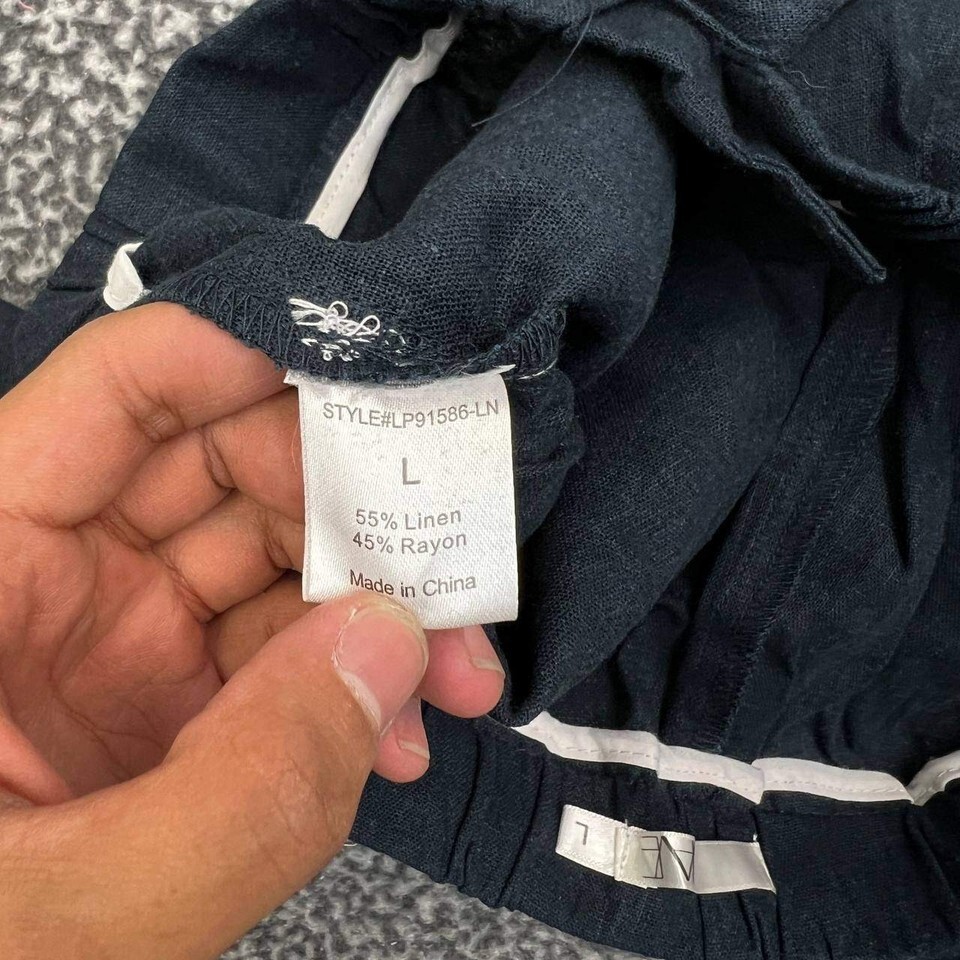 STYLE#LP91586-LN
L
55% Linen
45% Rayon
Made in China
L